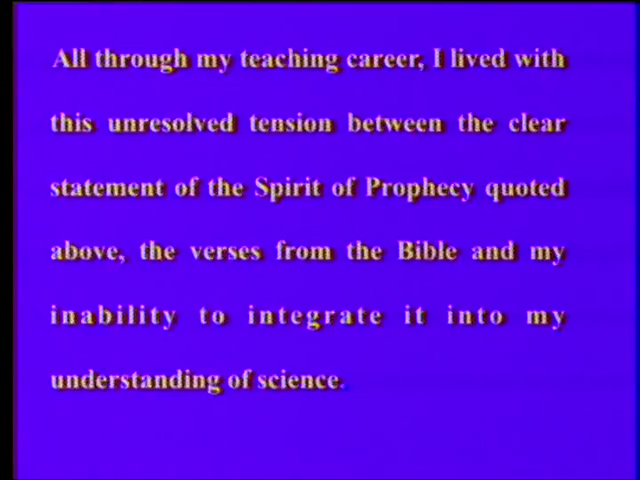 All through my teaching career, I lived with
this unresolved tension between the clear
statement of the Spirit of Prophecy quoted
above, the verses from the Bible and my
inability to integrate it into my
understanding of science.